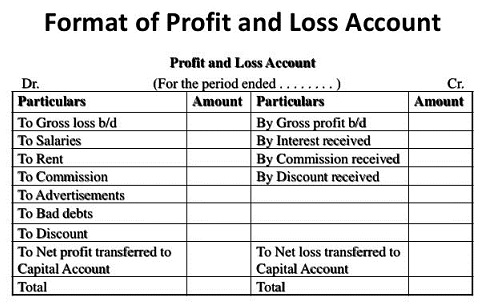 Format of Profit and Loss Account
Profit and Loss Account
Dr. (For the period ended . . . . . . . . ) Cr.
Particulars Amount Particulars Amount
To Gross loss b/d By Gross profit b/d
To Salaries By Interest received
To Rent By Commission received
To Commission By Discount received
To Advertisements
To Bad debts
To Discount
To Net profit transferred to To Net loss transferred to
Capital Account Capital Account
Total Total